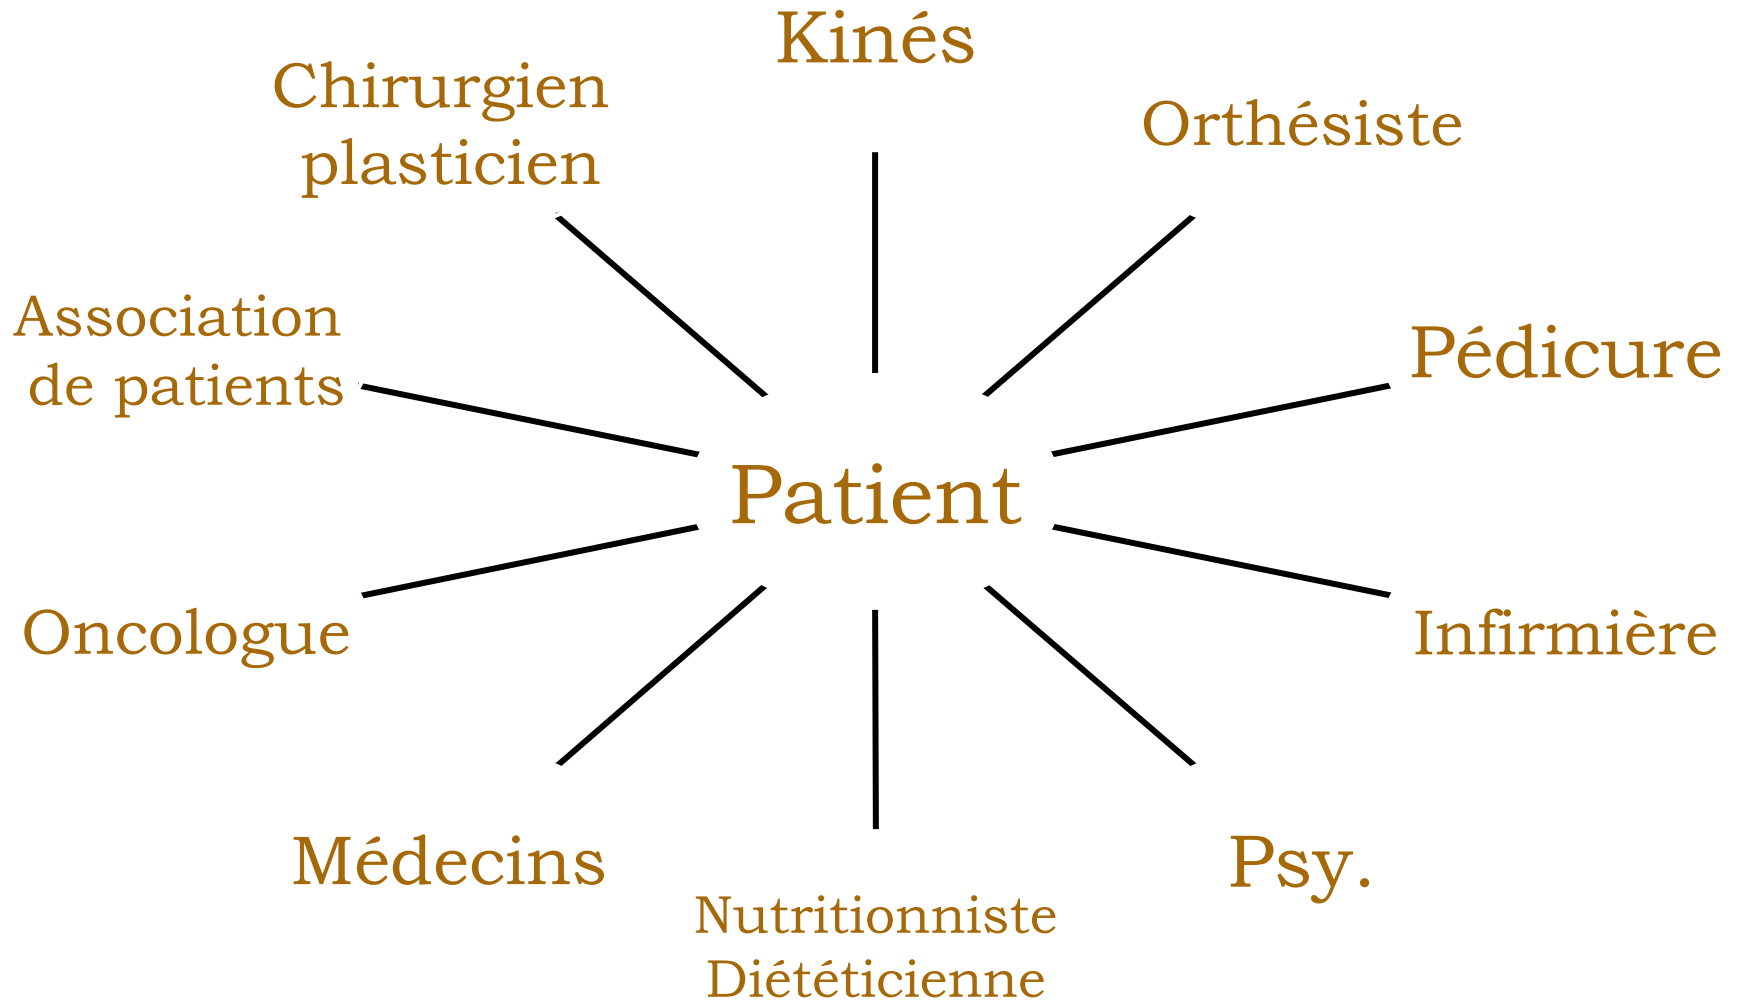 Kinés
Chirurgien
plasticien
Orthésiste
Association
de patients
Pédicure
Patient
Oncologue
Infirmière
Médecins
Psy.
Nutritionniste
Diététicienne